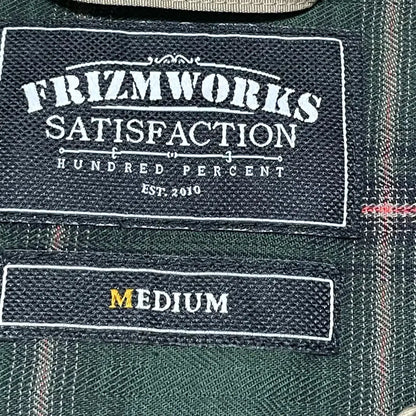 FRIZMWORKS
SATISFACTION
HUNDRED PERCENT
EST. 2010
MEDIUM